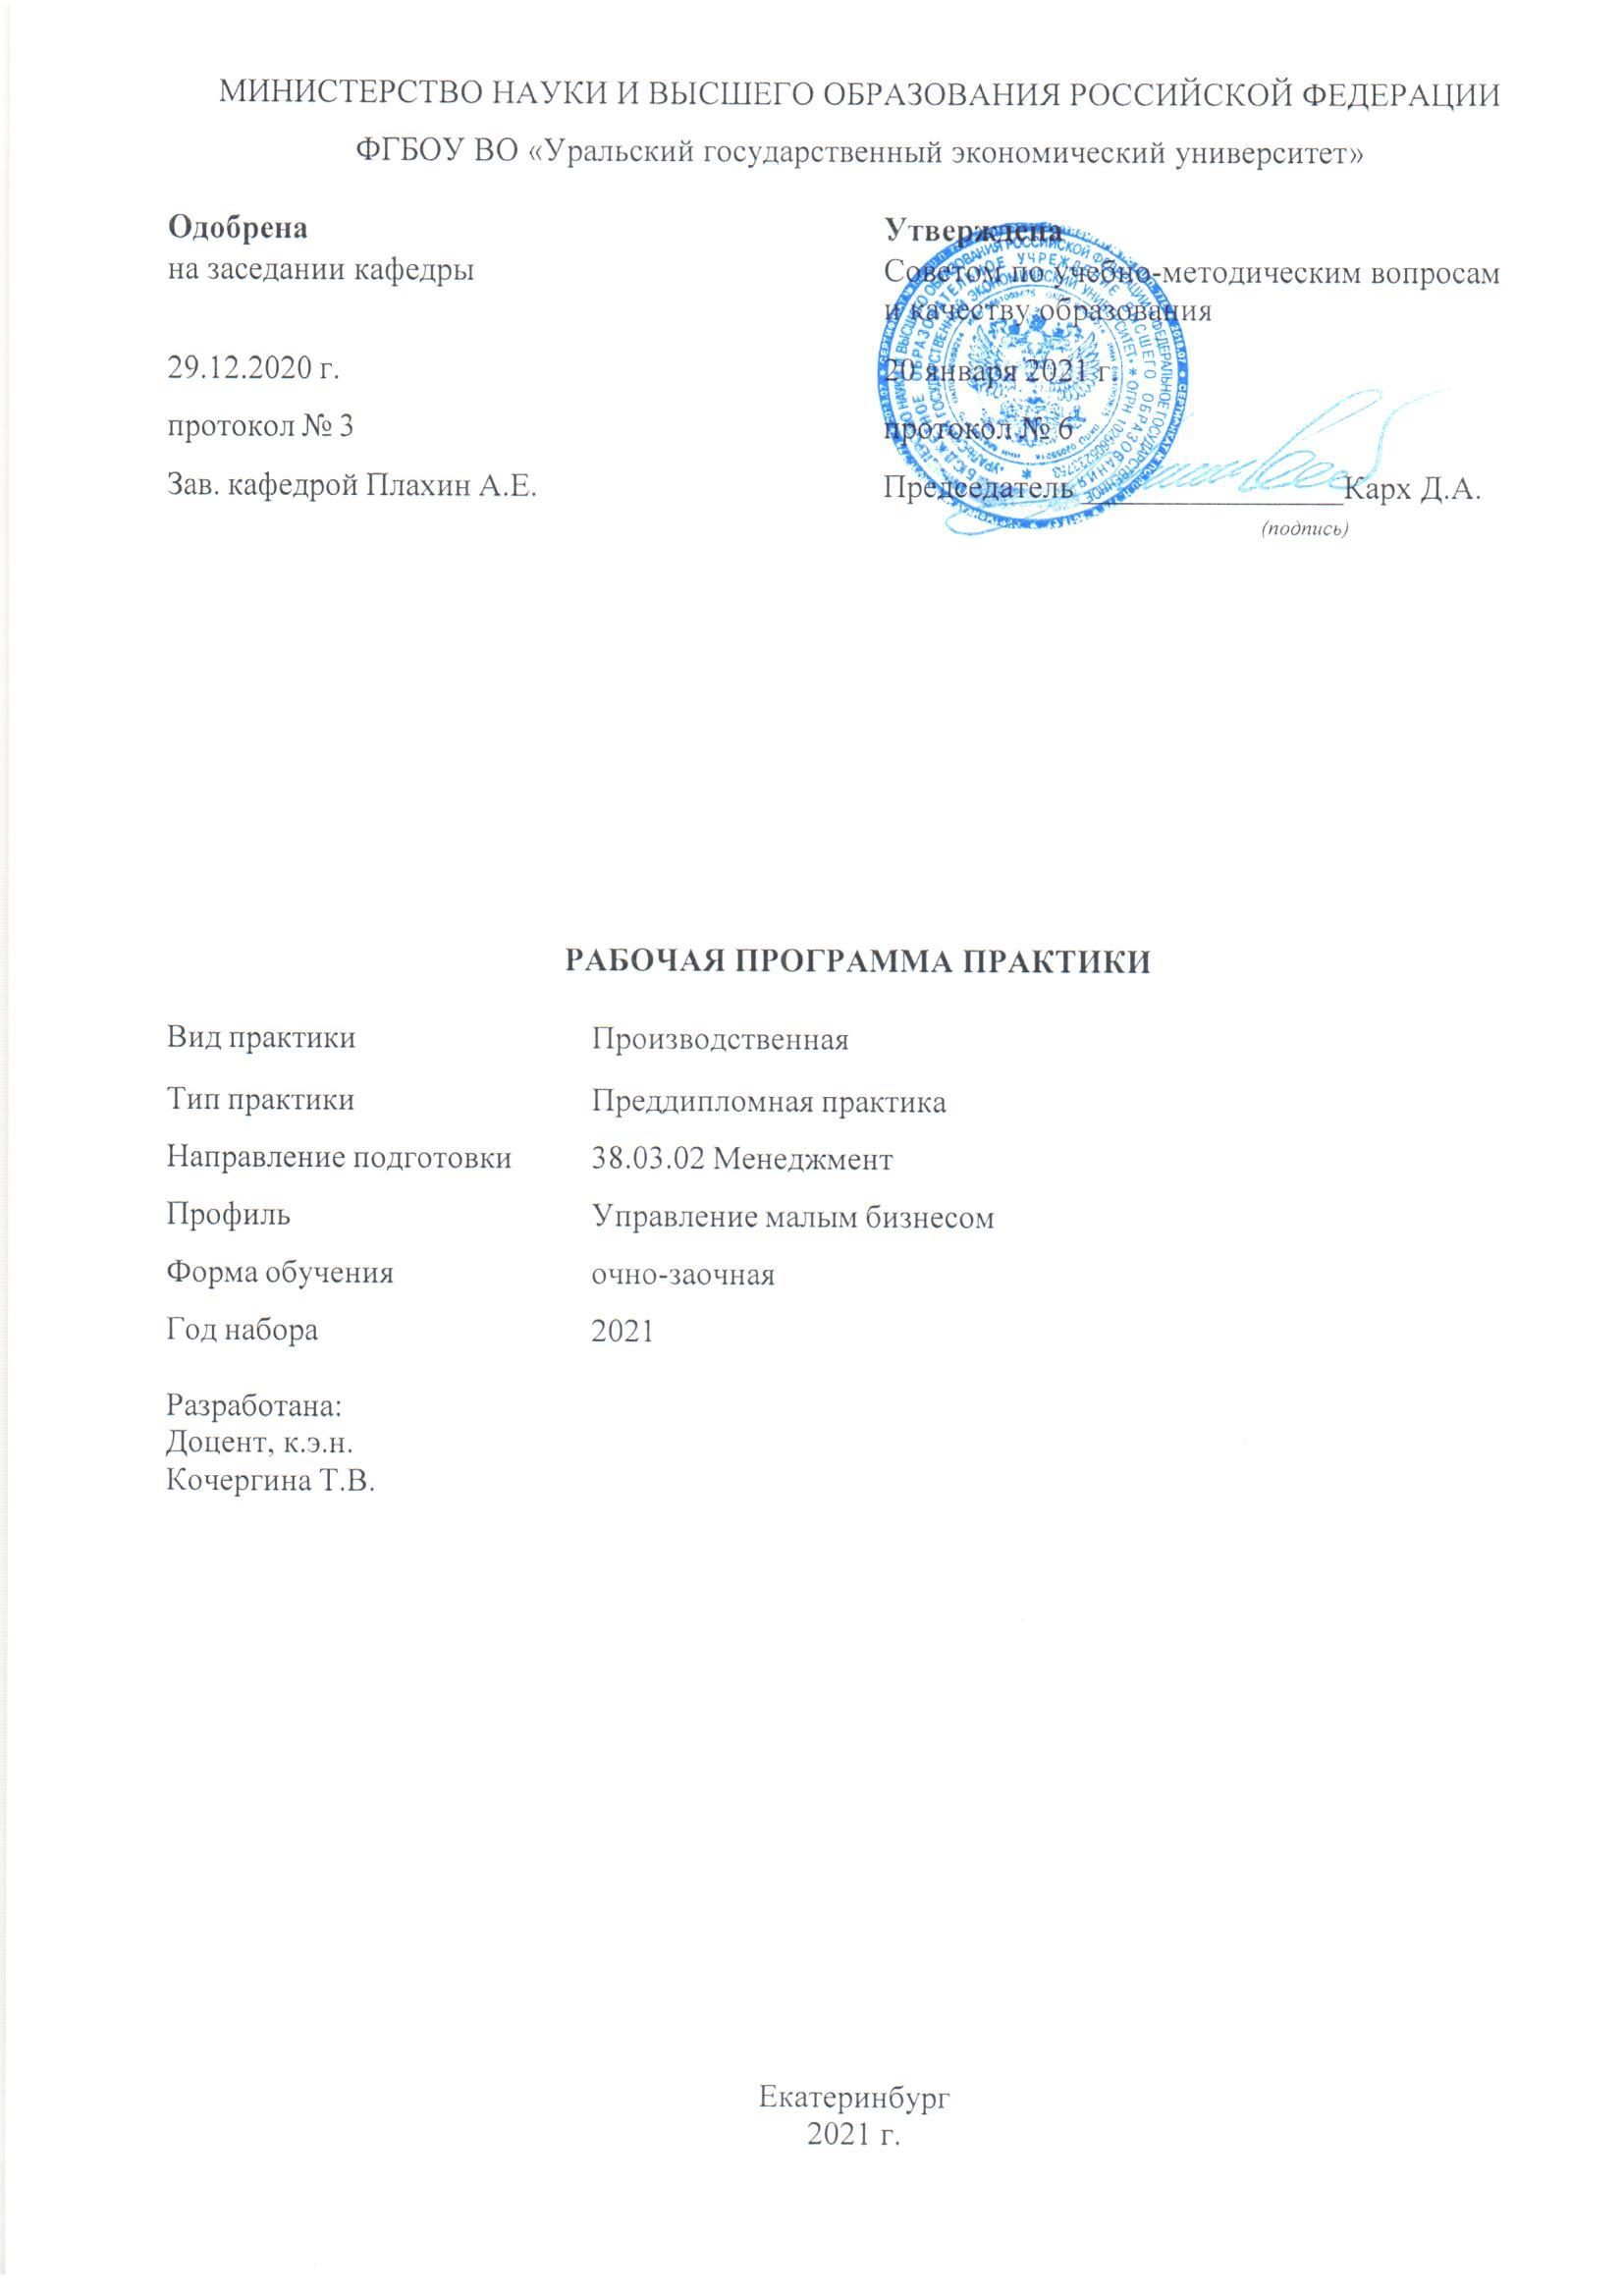 МИНИСТЕРСТВО НАУКИ И ВЫСШЕГО ОБРАЗОВАНИЯ РОССИЙСКОЙ ФЕДЕРАЦИИ
ФГБОУ ВО «Уральский государственный экономический университет»
Одобрена
на заседании кафедры
29.12.2020 г.
протокол № 3
Зав. кафедрой Плахин А.Е.
Утверждена
Советом по учебно-методическим вопросам
и качеству образования
20 января 2021 г.
протокол № 6
Председатель Карх Д.А.
(подпись)
РАБОЧАЯ ПРОГРАММА ПРАКТИКИ
Вид практики Производственная
Тип практики Преддипломная практика
Направление подготовки 38.03.02 Менеджмент
Профиль Управление малым бизнесом
Форма обучения очно-заочная
Год набора 2021
Разработана:
Доцент, к.э.н.
Кочергина Т.В.
Екатеринбург
2021 г.